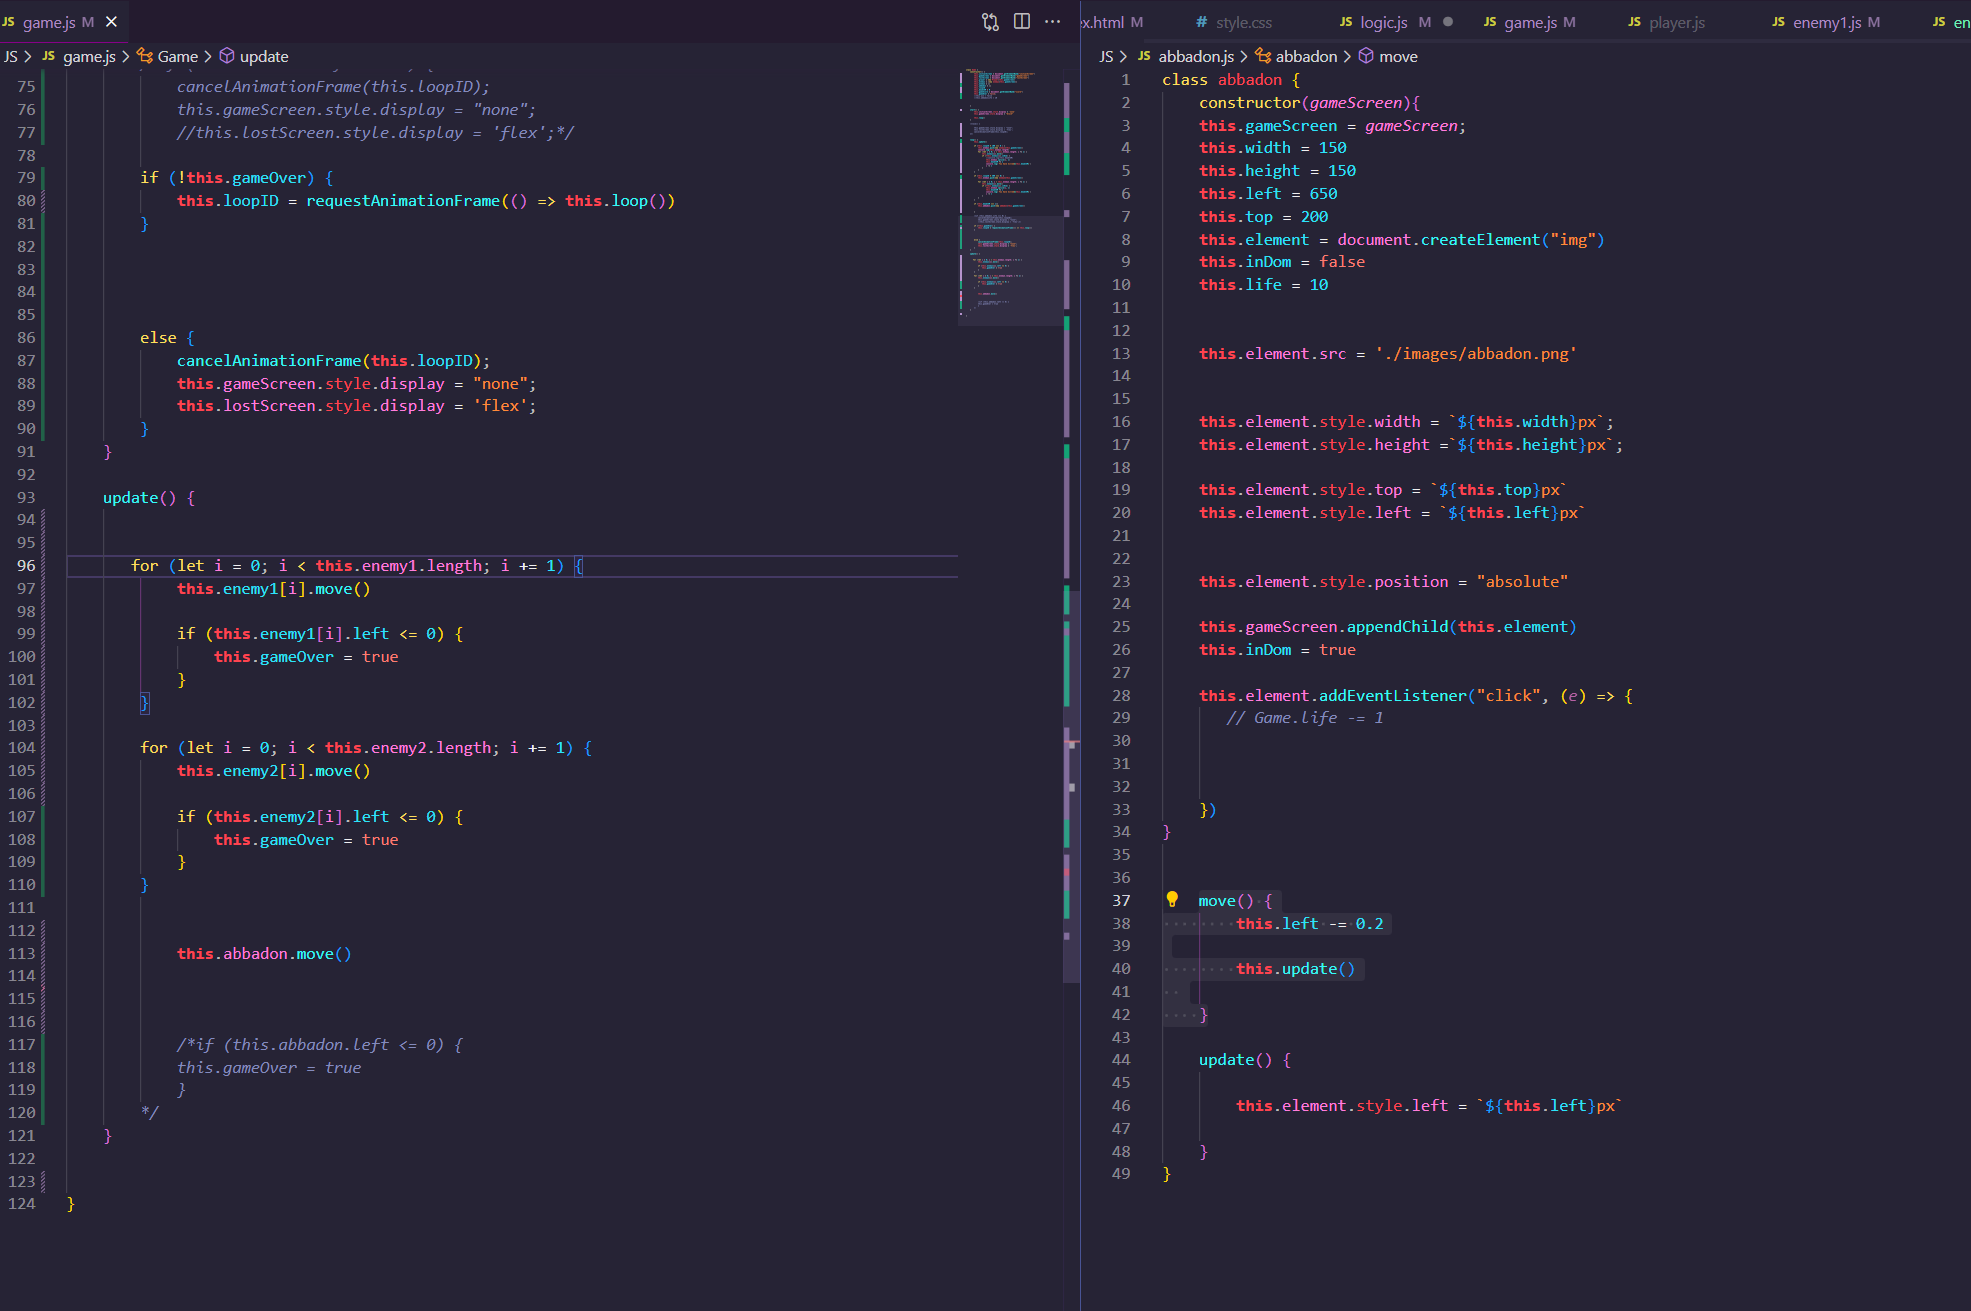 JS game.js M ×
JS > JS game.js > Game > update
75 cancelAnimationFrame(this.loopID);
76 this.gameScreen.style.display = "none";
77 //this.lostScreen.style.display = 'flex';*/
78
79 if (!this.gameOver) {
80 this.loopID = requestAnimationFrame(() => this.loop())
81 }
82
83
84
85
86 else {
87 cancelAnimationFrame(this.loopID);
88 this.gameScreen.style.display = "none";
89 this.lostScreen.style.display = 'flex';
90 }
91 }
92
93 update() {
94
95
96 for (let i = 0; i < this.enemy1.length; i += 1) {
97 this.enemy1[i].move()
98
99 if (this.enemy1[i].left <= 0) {
100 this.gameOver = true
101 }
102 }
103
104 for (let i = 0; i < this.enemy2.length; i += 1) {
105 this.enemy2[i].move()
106
107 if (this.enemy2[i].left <= 0) {
108 this.gameOver = true
109 }
110 }
111
112
113 this.abbadon.move()
114
115
116
117 /*if (this.abbadon.left <= 0) {
118 this.gameOver = true
119 }
120 */
121 }
122
123
124 }
ex.html M # style.css JS logic.js M JS game.js M JS player.js JS enemy1.js M JS en
JS > JS abbadon.js > abbadon > move
1 class abbadon {
2 constructor(gameScreen){
3 this.gameScreen = gameScreen;
4 this.width = 150
5 this.height = 150
6 this.left = 650
7 this.top = 200
8 this.element = document.createElement("img")
9 this.inDom = false
10 this.life = 10
11
12
13 this.element.src = './images/abbadon.png'
14
15
16 this.element.style.width = `${this.width}px`;
17 this.element.style.height =`${this.height}px`;
18
19 this.element.style.top = `${this.top}px`
20 this.element.style.left = `${this.left}px`
21
22
23 this.element.style.position = "absolute"
24
25 this.gameScreen.appendChild(this.element)
26 this.inDom = true
27
28 this.element.addEventListener("click", (e) => {
29 // Game.life -= 1
30
31
32
33 })
34 }
35
36
37 move() {
38 this.left -= 0.2
39
40 this.update()
41
42 }
43
44 update() {
45
46 this.element.style.left = `${this.left}px`
47
48 }
49 }